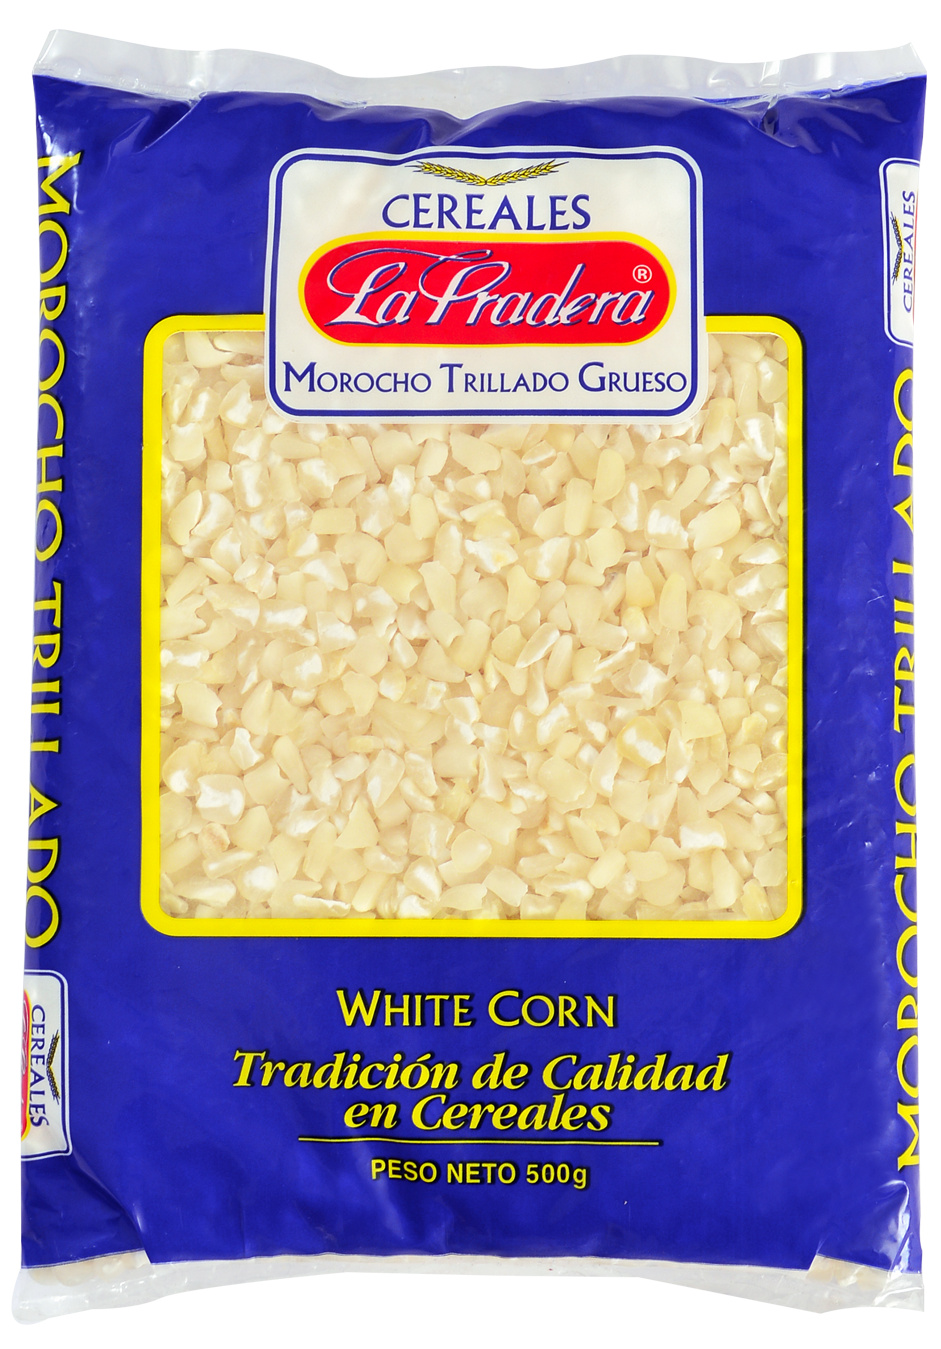 CEREALES
La Pradera®
MOROCHO TRILLADO GRUESO
MOROCHO TRILLADO
CEREALES
CEREALES
MOROCHO TRILLADO
WHITE CORN
Tradición de Calidad
en Cereales
PESO NETO 500g